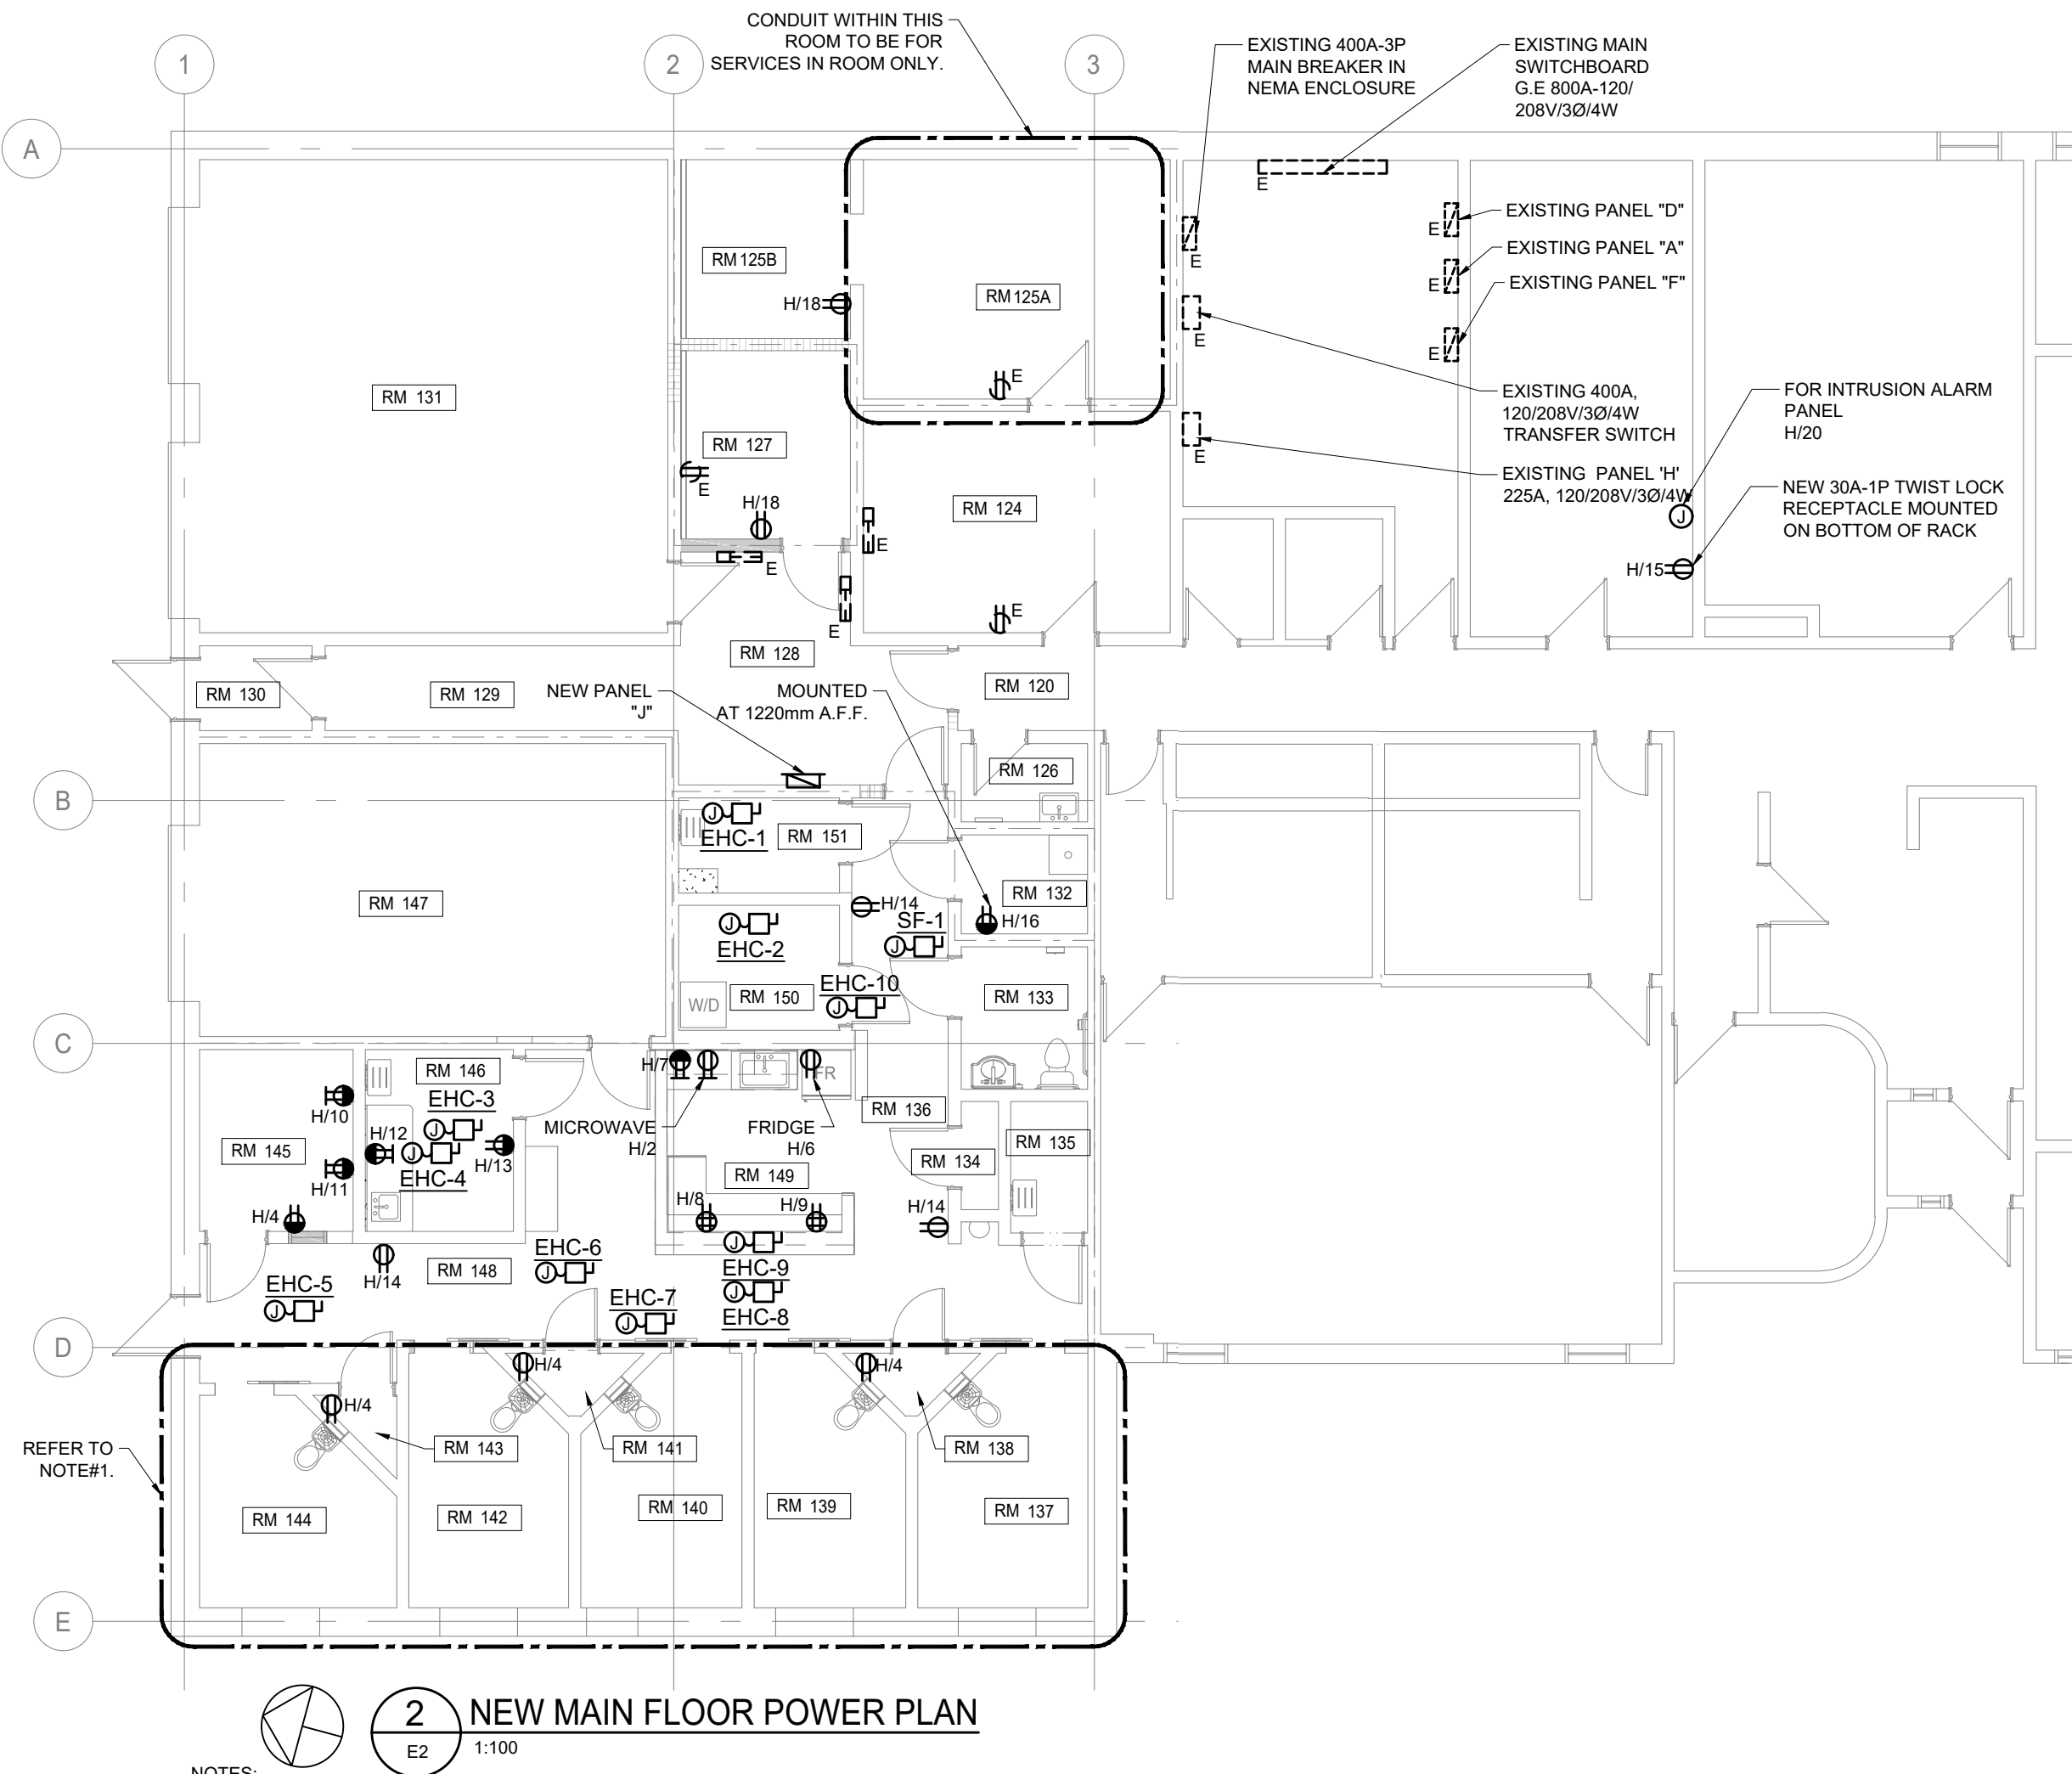 CONDUIT WITHIN THIS
ROOM TO BE FOR
SERVICES IN ROOM ONLY.
EXISTING 400A-3P
MAIN BREAKER IN
NEMA ENCLOSURE
EXISTING MAIN
SWITCHBOARD
G.E 800A-120/
208V/3Ø/4W
1
2
3
A
E
EXISTING PANEL "D"
E
E
EXISTING PANEL "A"
E
EXISTING PANEL "F"
E
RM 125B
H/18
RM 125A
E
E
RM 131
EXISTING 400A,
120/208V/3Ø/4W
TRANSFER SWITCH
FOR INTRUSION ALARM
PANEL
H/20
RM 127
E
H/18
E
EXISTING PANEL 'H'
225A, 120/208V/3Ø/4W
NEW 30A-1P TWIST LOCK
RECEPTACLE MOUNTED
ON BOTTOM OF RACK
J
H/15
RM 124
E
E
E
E
RM 128
RM 130
RM 129
NEW PANEL
"J"
MOUNTED
AT 1220mm A.F.F.
RM 120
RM 126
B
J
EHC-1
RM 151
RM 132
RM 147
H/14
H/16
SF-1
J
J
EHC-2
EHC-10
J
W/D
RM 150
RM 133
C
H/7
FR
RM 146
EHC-3
J
H/10
RM 136
MICROWAVE
H/2
FRIDGE
H/6
H/12
J
EHC-4
H/13
RM 145
H/11
RM 135
RM 134
RM 149
H/4
H/8
H/9
H/14
J
EHC-9
J
EHC-8
H/14
RM 148
EHC-6
J
EHC-5
J
EHC-7
J
D
H/4
H/4
H/4
REFER TO
NOTE#1.
RM 143
RM 141
RM 138
RM 144
RM 142
RM 140
RM 139
RM 137
E
2
E2
NEW MAIN FLOOR POWER PLAN
1:100
NOTES: